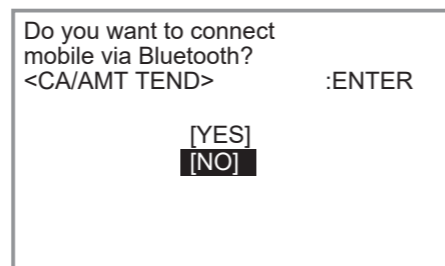 Do you want to connect
mobile via Bluetooth?
<CA/AMT TEND> :ENTER
[YES]
[NO]